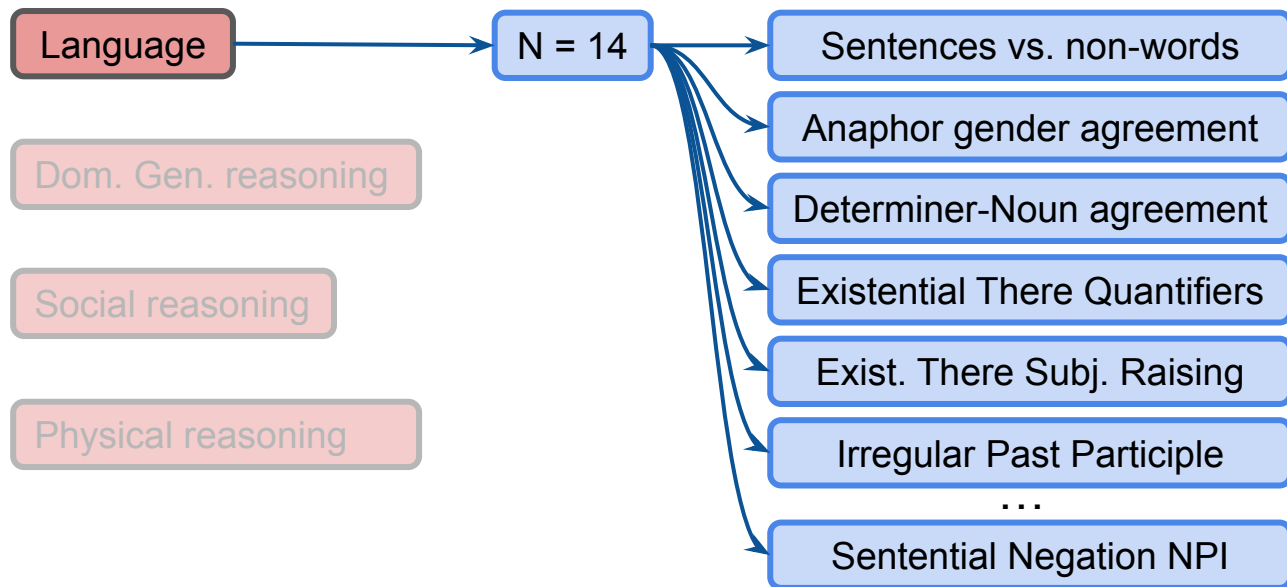 Language
N = 14
Sentences vs. non-words
Anaphor gender agreement
Dom. Gen. reasoning
Determiner-Noun agreement
Social reasoning
Existential There Quantifiers
Exist. There Subj. Raising
Physical reasoning
Irregular Past Participle
...
Sentential Negation NPI